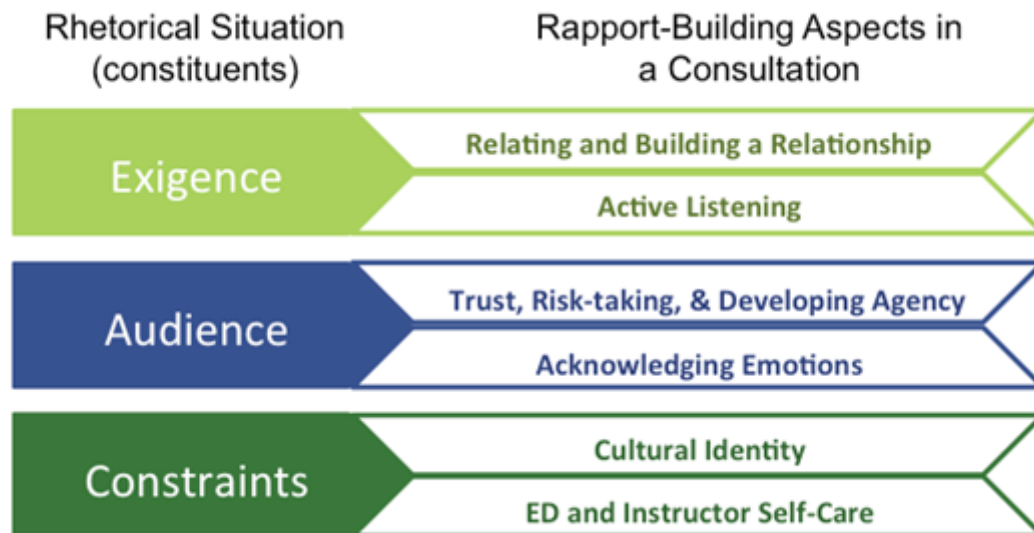 Rhetorical Situation
(constituents)
Rapport-Building Aspects in
a Consultation
Exigence
Relating and Building a Relationship
Active Listening
Audience
Trust, Risk-taking, & Developing Agency
Acknowledging Emotions
Constraints
Cultural Identity
ED and Instructor Self-Care